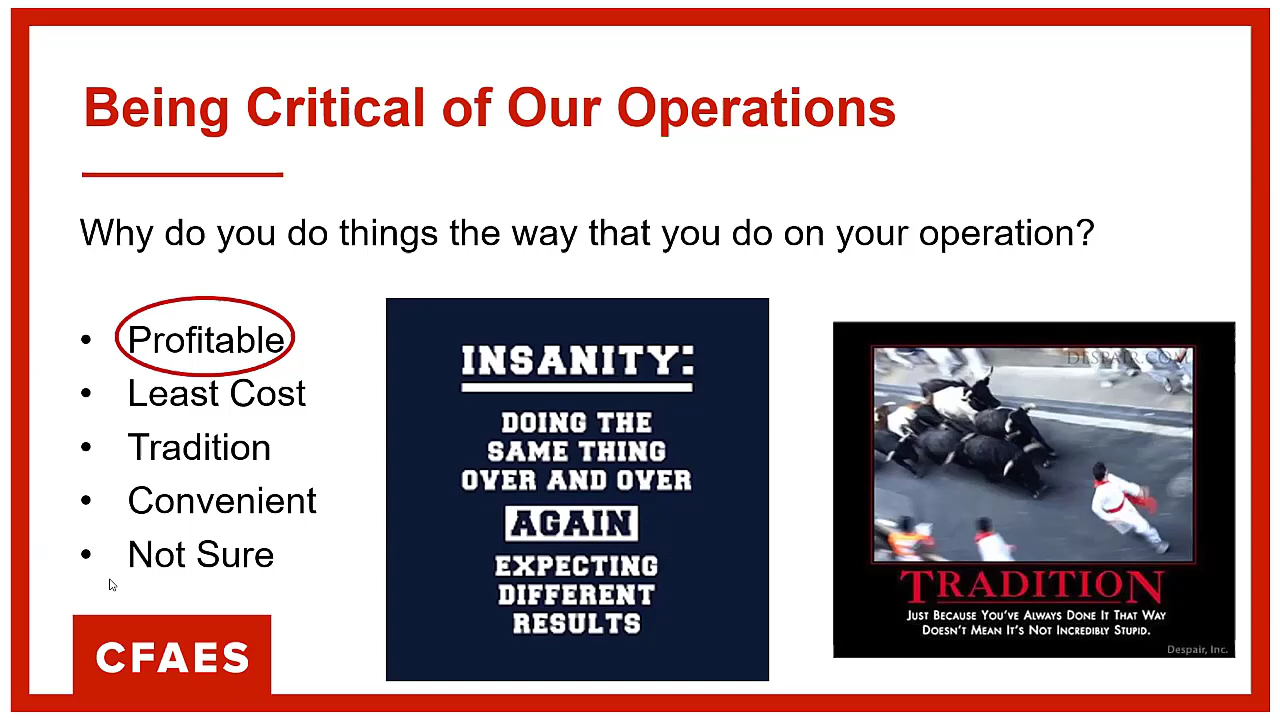 Being Critical of Our Operations
Why do you do things the way that you do on your operation?
• Profitable
• Least Cost
• Tradition
• Convenient
• Not Sure
INSANITY:
DOING THE
SAME THING
OVER AND OVER
AGAIN
EXPECTING
DIFFERENT
RESULTS
DESPAIR.COM
TRADITION
JUST BECAUSE YOU'VE ALWAYS DONE IT THAT WAY
DOESN'T MEAN IT'S NOT INCREDIBLY STUPID.
Despair, Inc.
CFAES